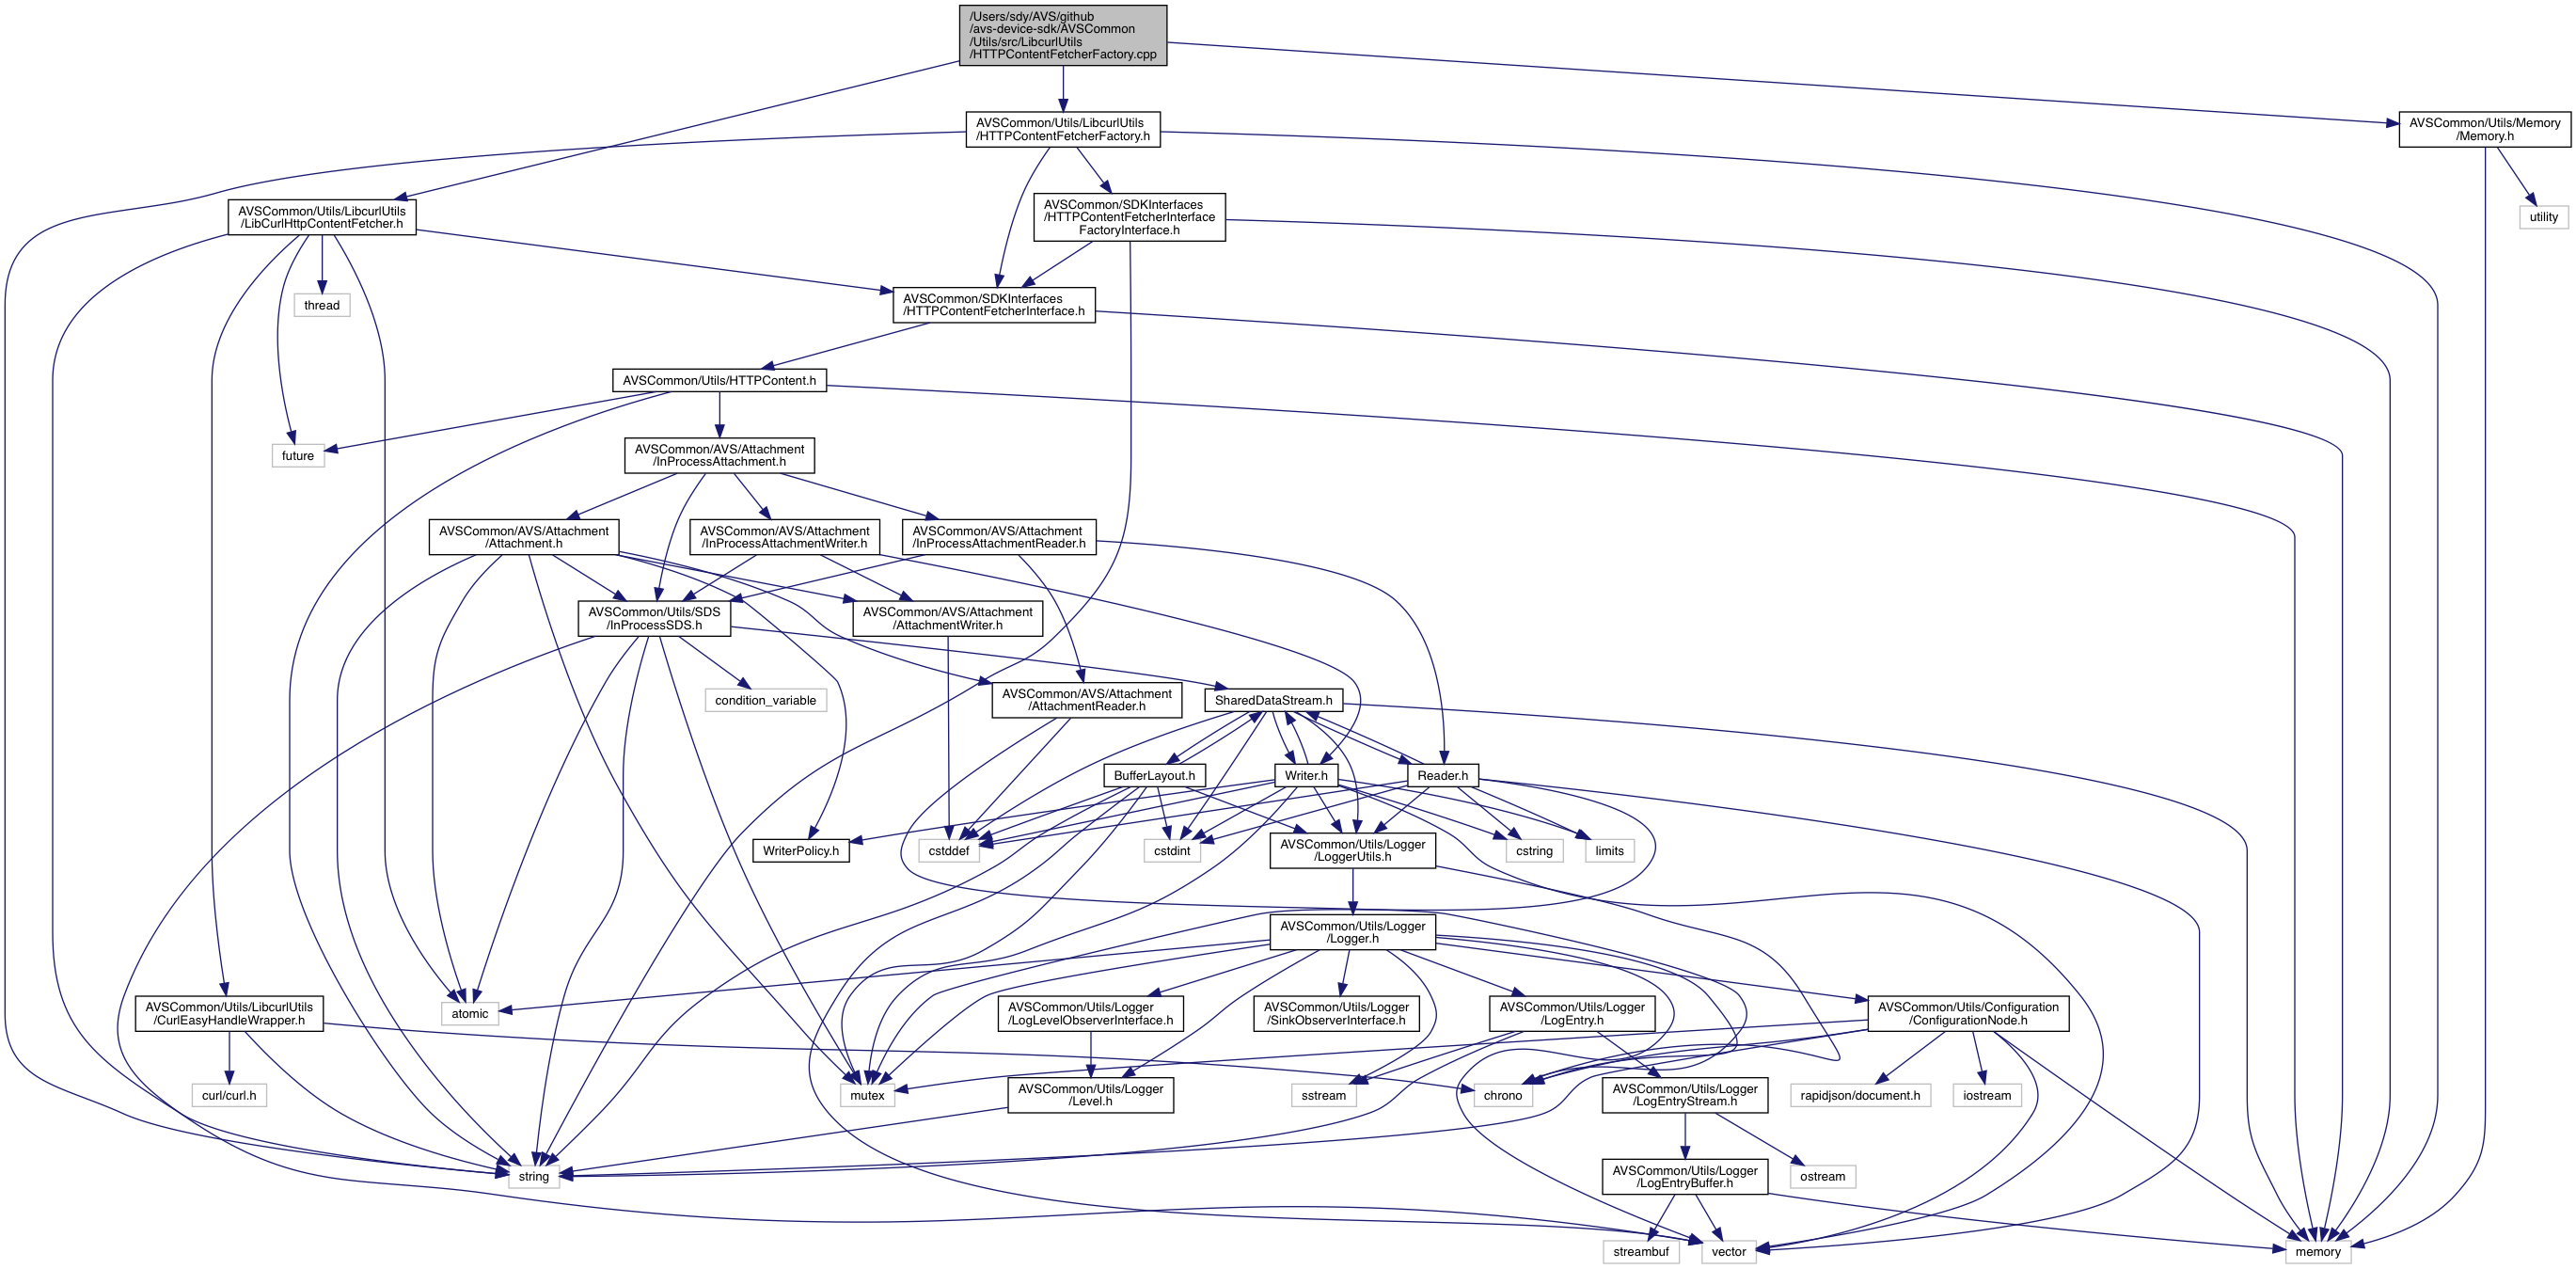 /Users/sdy/AVS/github
/avs-device-sdk/AVSCommon
/Utils/src/LibcurlUtils
/HTTPContentFetcherFactory.cpp
AVSCommon/Utils/LibcurlUtils
/HTTPContentFetcherFactory.h
AVSCommon/Utils/Memory
/Memory.h
AVSCommon/Utils/LibcurlUtils
/LibCurlHttpContentFetcher.h
AVSCommon/SDKInterfaces
/HTTPContentFetcherInterface
FactoryInterface.h
utility
thread
AVSCommon/SDKInterfaces
/HTTPContentFetcherInterface.h
AVSCommon/Utils/HTTPContent.h
future
AVSCommon/AVS/Attachment
/InProcessAttachment.h
AVSCommon/AVS/Attachment
/Attachment.h
AVSCommon/AVS/Attachment
/InProcessAttachmentWriter.h
AVSCommon/AVS/Attachment
/InProcessAttachmentReader.h
AVSCommon/Utils/SDS
/InProcessSDS.h
AVSCommon/AVS/Attachment
/AttachmentWriter.h
condition_variable
AVSCommon/AVS/Attachment
/AttachmentReader.h
SharedDataStream.h
BufferLayout.h
Writer.h
Reader.h
WriterPolicy.h
cstddef
cstdint
AVSCommon/Utils/Logger
/LoggerUtils.h
cstring
limits
AVSCommon/Utils/Logger
/Logger.h
AVSCommon/Utils/LibcurlUtils
/CurlEasyHandleWrapper.h
atomic
AVSCommon/Utils/Logger
/LogLevelObserverInterface.h
AVSCommon/Utils/Logger
/SinkObserverInterface.h
AVSCommon/Utils/Logger
/LogEntry.h
AVSCommon/Utils/Configuration
/ConfigurationNode.h
curl/curl.h
mutex
AVSCommon/Utils/Logger
/Level.h
sstream
chrono
AVSCommon/Utils/Logger
/LogEntryStream.h
rapidjson/document.h
iostream
string
AVSCommon/Utils/Logger
/LogEntryBuffer.h
ostream
streambuf
vector
memory